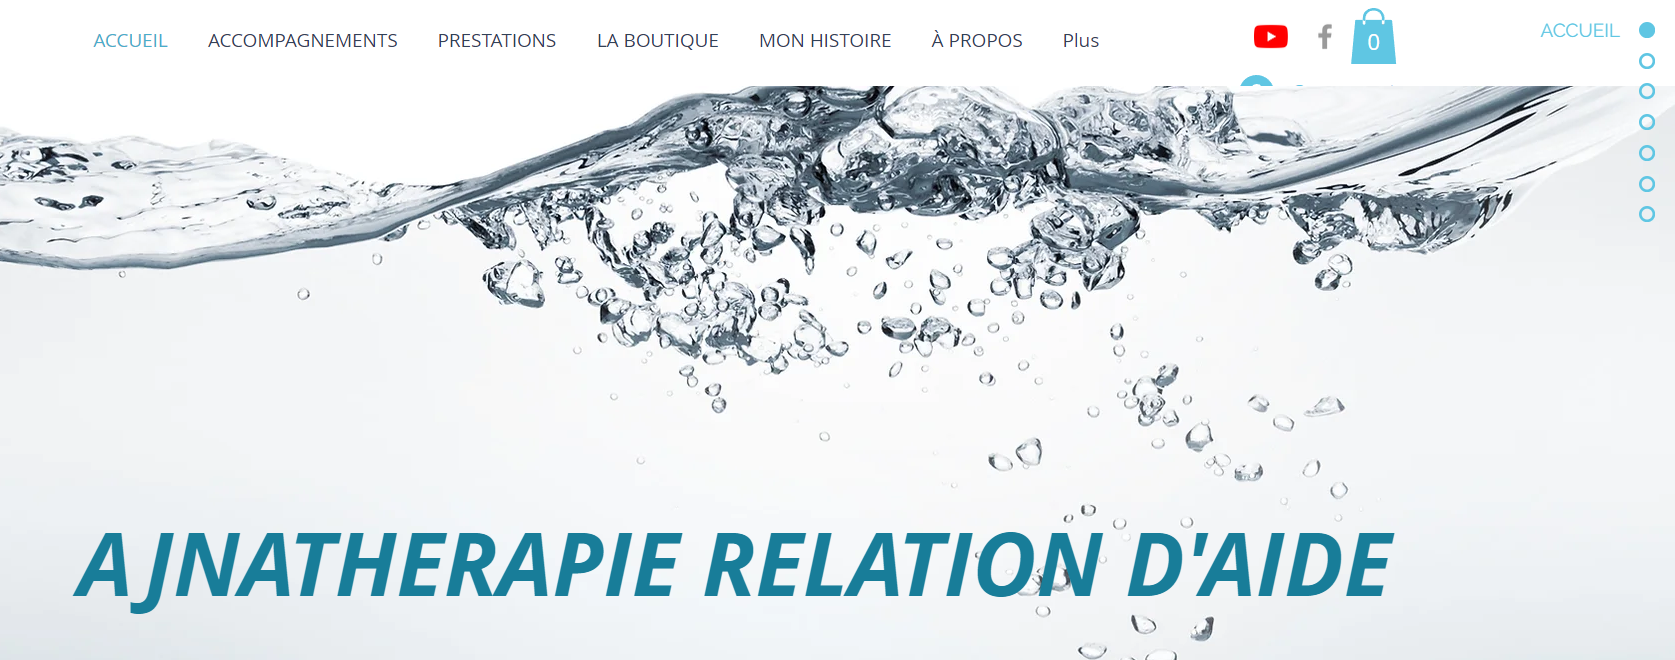 ACCUEIL ACCOMPAGNEMENTS PRESTATIONS LA BOUTIQUE MON HISTOIRE À PROPOS Plus
0
ACCUEIL
AJNATHERAPIE RELATION D'AIDE